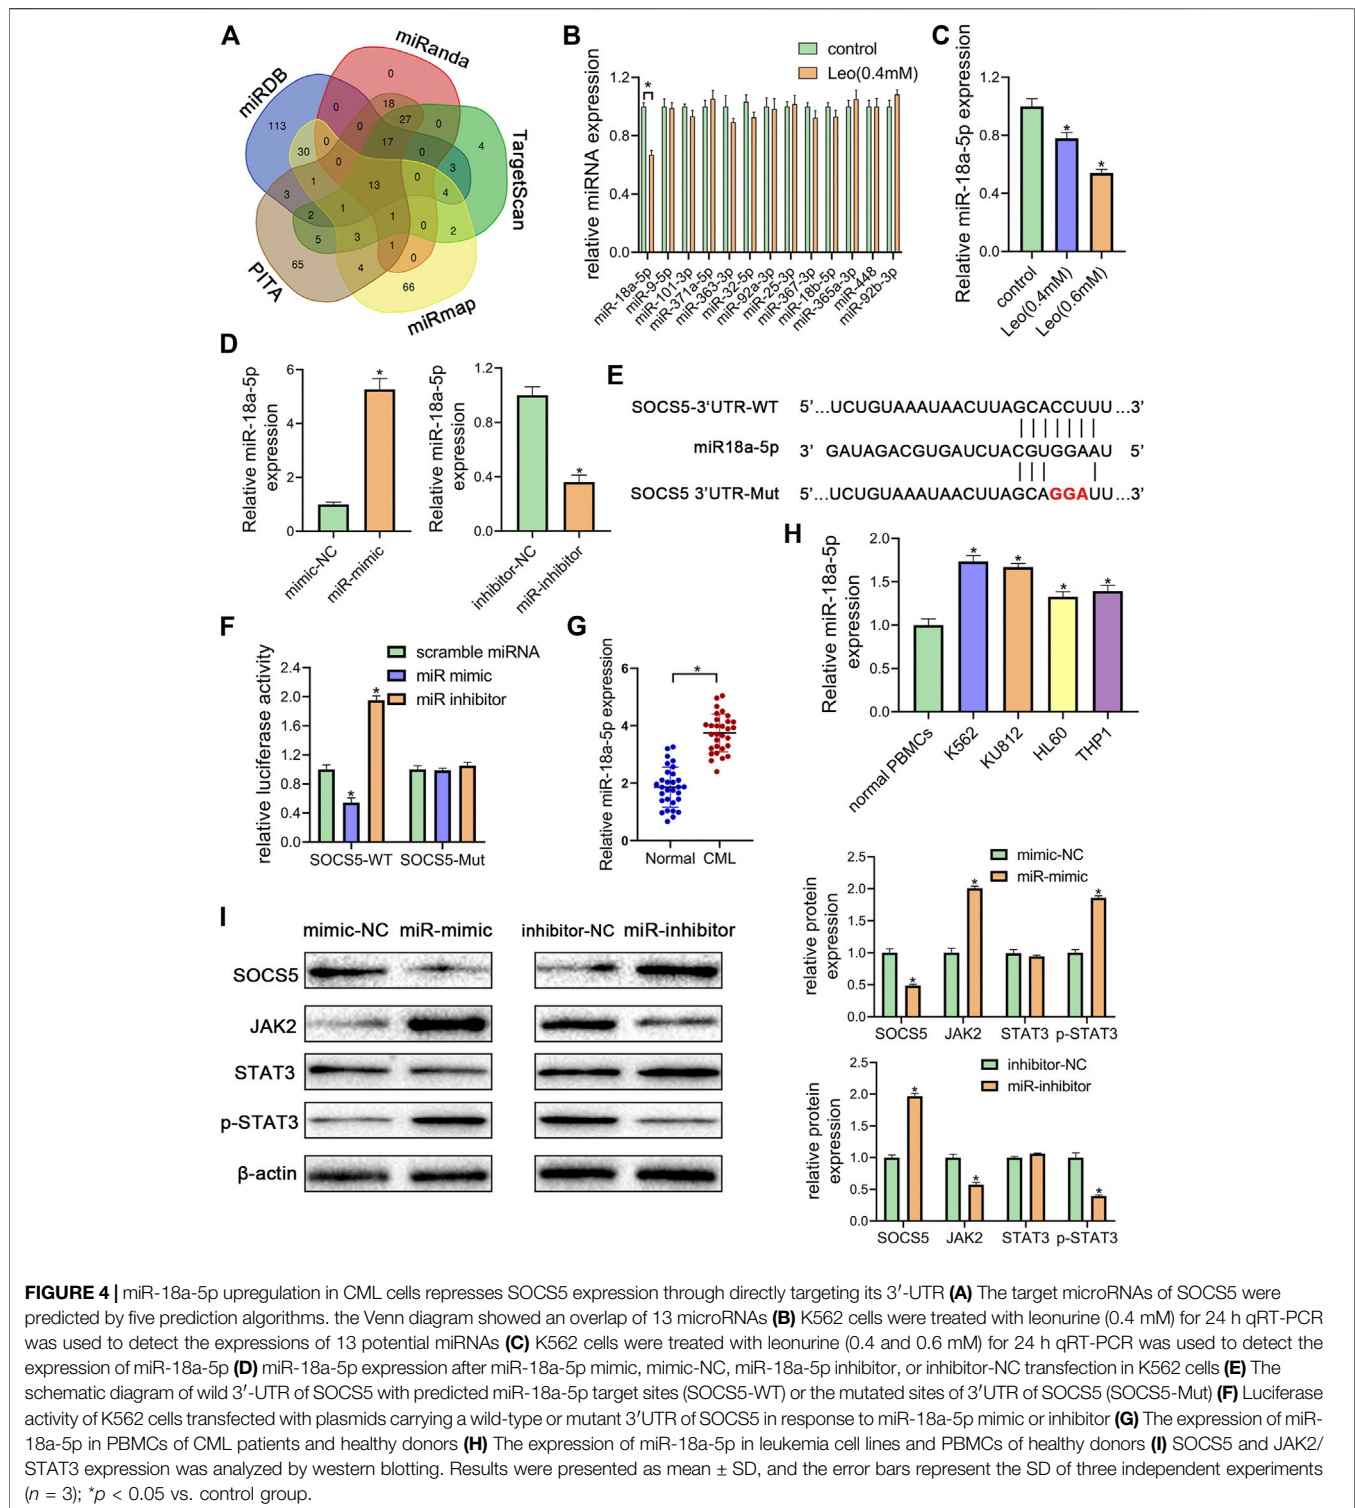 A
miRanda
miRDB
TargetScan
PITA
miRmap
0
113
0
18
27
0
4
0
17
30
0
0
0
3
1
13
0
4
3
2
1
1
0
2
5
3
1
0
65
4
66
B
control
Leo(0.4mM)
relative miRNA expression
1.2
0.8
0.4
0.0
*
miR-18a-5p
miR-9-5p
miR-101-3p
miR-371a-5p
miR-363-3p
miR-32-5p
miR-92a-3p
miR-25-3p
miR-367-3p
miR-18b-5p
miR-365a-3p
miR-448
miR-92b-3p
C
Relative miR-18a-5p expression
1.2
0.8
0.4
0.0
*
*
control
Leo(0.4mM)
Leo(0.6mM)
D
Relative miR-18a-5p
expression
6
4
2
0
*
mimic-NC
miR-mimic
Relative miR-18a-5p
expression
1.2
0.8
0.4
0.0
*
inhibitor-NC
miR-inhibitor
E
SOCS5-3‘UTR-WT 5’...UCUGUAAAUAACUUAGCACCUUU...3’
miR18a-5p 3’ GAUAGACGUGAUCUACGUGGAAU 5’
SOCS5 3’UTR-Mut 5’...UCUGUAAAUAACUUAGCAGGAUU...3’
F
scramble miRNA
miR mimic
miR inhibitor
relative luciferase activity
2.4
2.0
1.6
1.2
0.8
0.4
0.0
*
*
SOCS5-WT SOCS5-Mut
G
Relative miR-18a-5p expression
6
4
2
0
*
Normal CML
H
Relative miR-18a-5p
expression
2.0
1.5
1.0
0.5
0.0
*
*
*
*
normal PBMCs
K562
KU812
HL60
THP1
I
mimic-NC miR-mimic inhibitor-NC miR-inhibitor
SOCS5
JAK2
STAT3
p-STAT3
β-actin
mimic-NC
miR-mimic
relative protein
expression
2.5
2.0
1.5
1.0
0.5
0.0
*
*
*
SOCS5 JAK2 STAT3 p-STAT3
inhibitor-NC
miR-inhibitor
relative protein
expression
2.5
2.0
1.5
1.0
0.5
0.0
*
*
*
SOCS5 JAK2 STAT3 p-STAT3
FIGURE 4 | miR-18a-5p upregulation in CML cells represses SOCS5 expression through directly targeting its 3′-UTR (A) The target microRNAs of SOCS5 were
predicted by five prediction algorithms. the Venn diagram showed an overlap of 13 microRNAs (B) K562 cells were treated with leonurine (0.4 mM) for 24 h qRT-PCR
was used to detect the expressions of 13 potential miRNAs (C) K562 cells were treated with leonurine (0.4 and 0.6 mM) for 24 h qRT-PCR was used to detect the
expression of miR-18a-5p (D) miR-18a-5p expression after miR-18a-5p mimic, mimic-NC, miR-18a-5p inhibitor, or inhibitor-NC transfection in K562 cells (E) The
schematic diagram of wild 3′-UTR of SOCS5 with predicted miR-18a-5p target sites (SOCS5-WT) or the mutated sites of 3′UTR of SOCS5 (SOCS5-Mut) (F) Luciferase
activity of K562 cells transfected with plasmids carrying a wild-type or mutant 3′UTR of SOCS5 in response to miR-18a-5p mimic or inhibitor (G) The expression of miR-
18a-5p in PBMCs of CML patients and healthy donors (H) The expression of miR-18a-5p in leukemia cell lines and PBMCs of healthy donors (I) SOCS5 and JAK2/
STAT3 expression was analyzed by western blotting. Results were presented as mean ± SD, and the error bars represent the SD of three independent experiments
(n = 3); *p < 0.05 vs. control group.